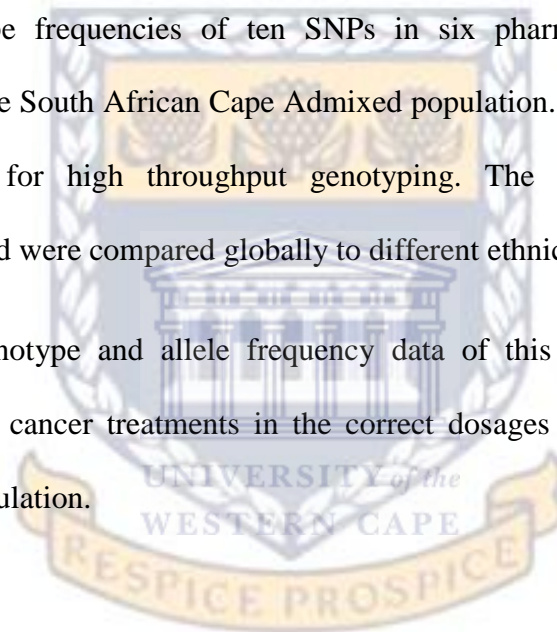 be frequencies of ten SNPs in six pharm
e South African Cape Admixed population.
for high throughput genotyping. The
d were compared globally to different ethnic
notype and allele frequency data of this
cancer treatments in the correct dosages
ulation.
UNIVERSITY of the
WESTERN CAPE
RESPICE PROSPICE